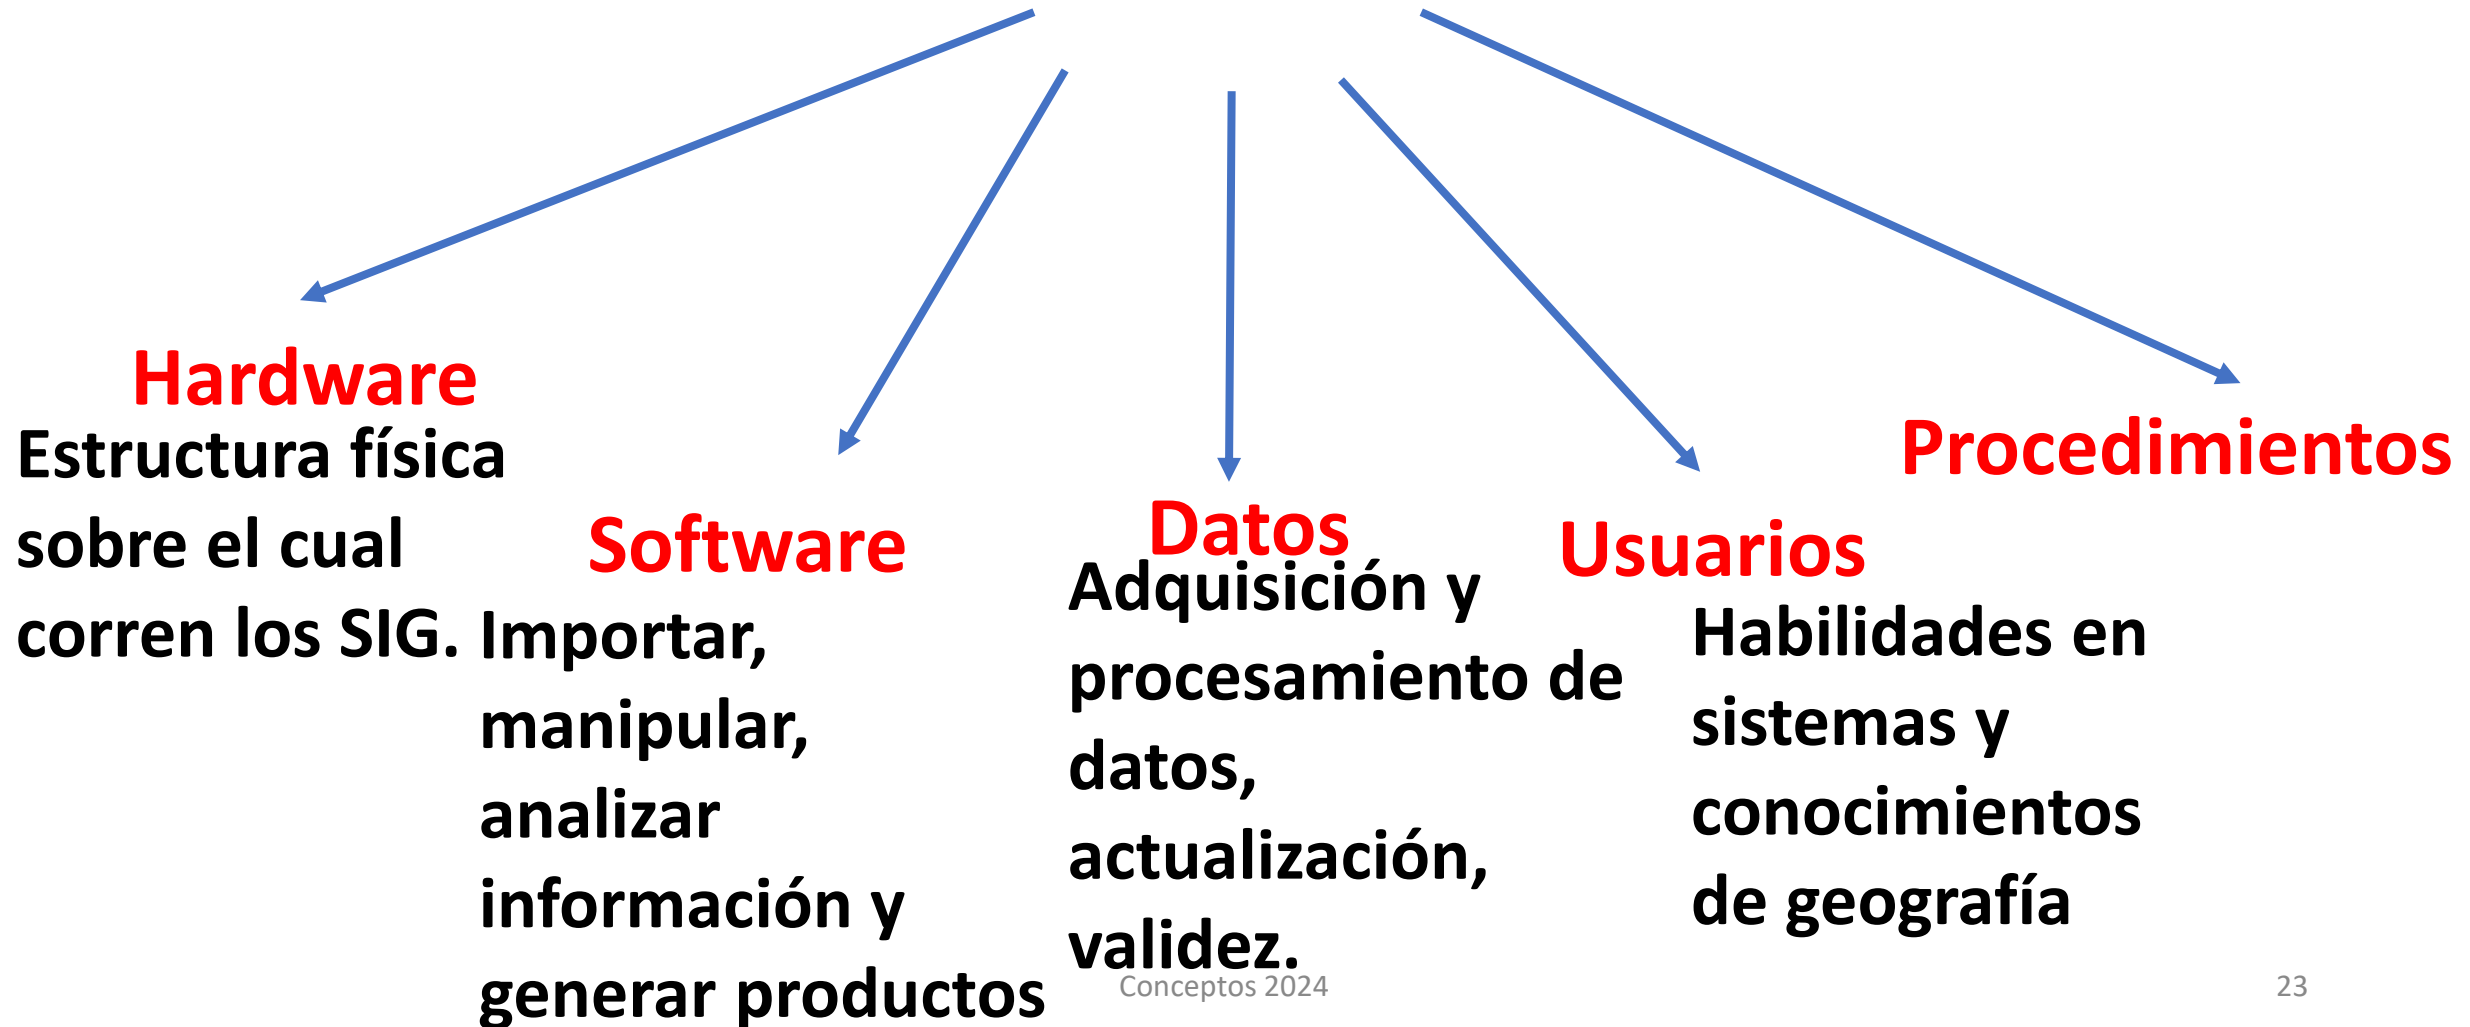 Hardware
Estructura física
sobre el cual
corren los SIG.
Software
Importar,
manipular,
analizar
información y
generar productos
Datos
Adquisición y
procesamiento de
datos,
actualización,
validez.
Usuarios
Habilidades en
sistemas y
conocimientos
de geografía
Procedimientos
Conceptos 2024
23